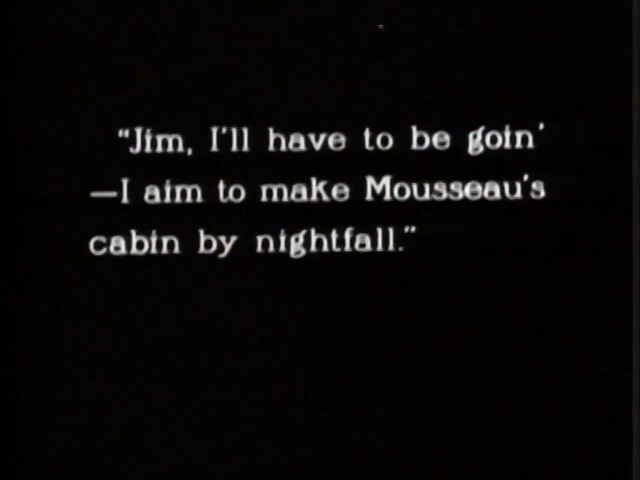 "Jim, I'll have to be goin'
—I aim to make Mousseau's
cabin by nightfall."